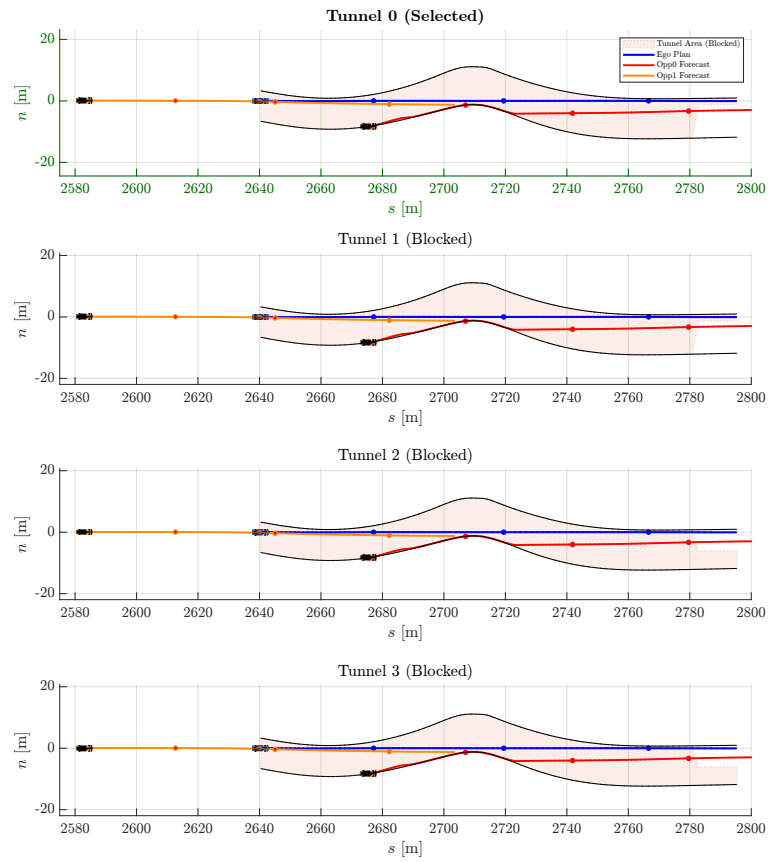 Tunnel 0 (Selected)
20
0
-20
n [m]
Tunnel Area (Blocked)
Ego Plan
Opp0 Forecast
Opp1 Forecast
2580 2600 2620 2640 2660 2680 2700 2720 2740 2760 2780 2800
s [m]
Tunnel 1 (Blocked)
20
0
-20
n [m]
2580 2600 2620 2640 2660 2680 2700 2720 2740 2760 2780 2800
s [m]
Tunnel 2 (Blocked)
20
0
-20
n [m]
2580 2600 2620 2640 2660 2680 2700 2720 2740 2760 2780 2800
s [m]
Tunnel 3 (Blocked)
20
0
-20
n [m]
2580 2600 2620 2640 2660 2680 2700 2720 2740 2760 2780 2800
s [m]